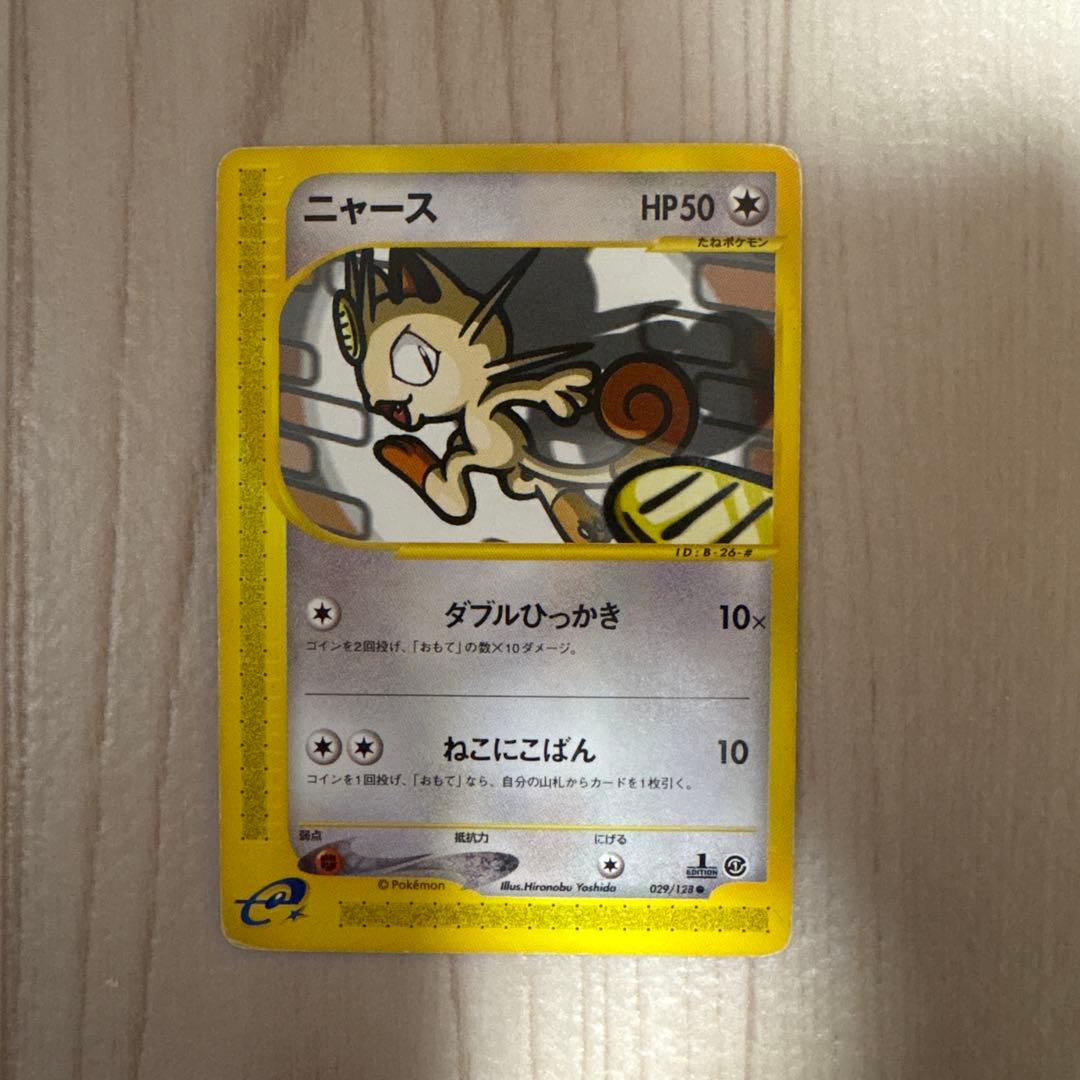 ニャース HP50
たねポケモン
ID:B-26-#
ダブルひっかき 10×
コインを2回投げ、「おもて」の数×10ダメージ。
ねこにこばん 10
コインを1回投げ、「おもて」なら、自分の山札からカードを1枚引く。
弱点 抵抗力 にげる
1 EDITION
©Pokémon Illus.Hironobu Yoshida 029/128
e